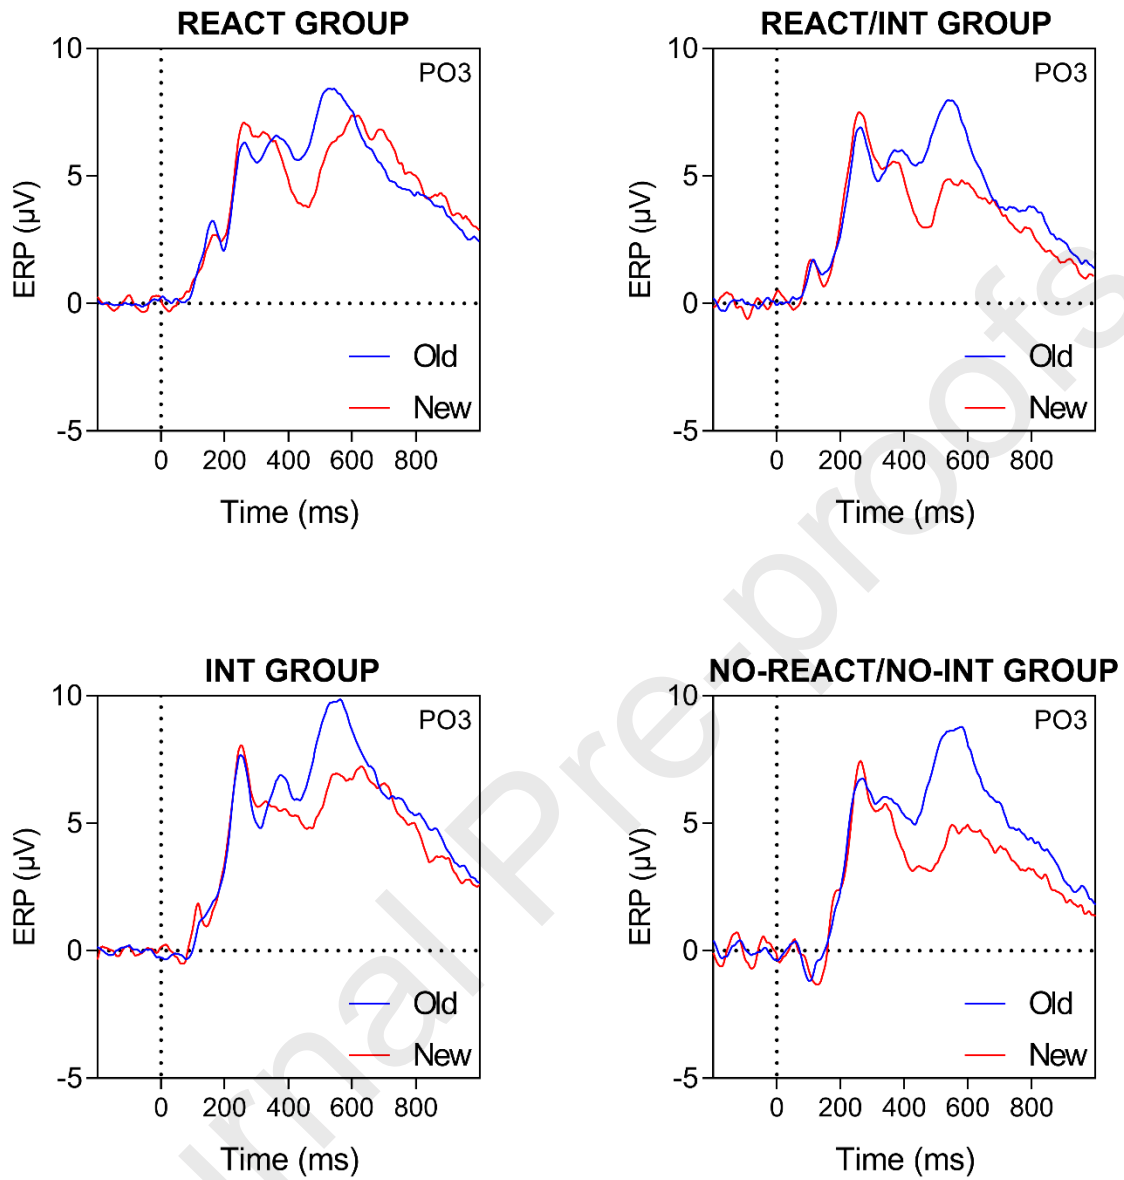 REACT GROUP
10
5
0
-5
ERP (µV)
PO3
Old
New
0 200 400 600 800
Time (ms)
REACT/INT GROUP
10
5
0
-5
ERP (µV)
PO3
Old
New
0 200 400 600 800
Time (ms)
INT GROUP
10
5
0
-5
ERP (µV)
PO3
Old
New
0 200 400 600 800
Time (ms)
NO-REACT/NO-INT GROUP
10
5
0
-5
ERP (µV)
PO3
Old
New
0 200 400 600 800
Time (ms)
urnal Pre-proofs